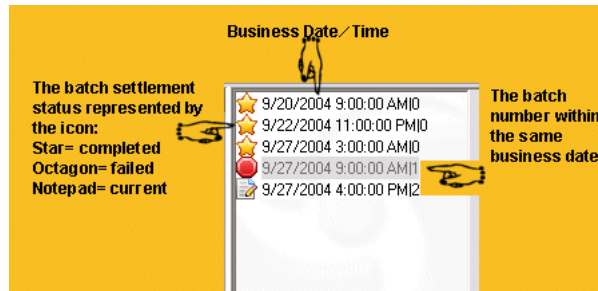 Business Date/Time
The batch settlement
status represented by
the icon:
Star= completed
Octagon= failed
Notepad= current
9/20/2004 9:00:00 AM|0
9/22/2004 11:00:00 PM|0
9/27/2004 3:00:00 AM|0
9/27/2004 9:00:00 AM|1
9/27/2004 4:00:00 PM|2
The batch
number within
the same
business date